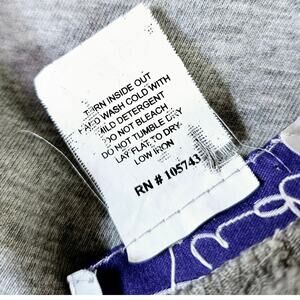 TURN INSIDE OUT
HAND WASH COLD WITH
MILD DETERGENT
DO NOT BLEACH
DO NOT TUMBLE DRY
LAY FLAT TO DRY
LOW IRON
RN # 105743